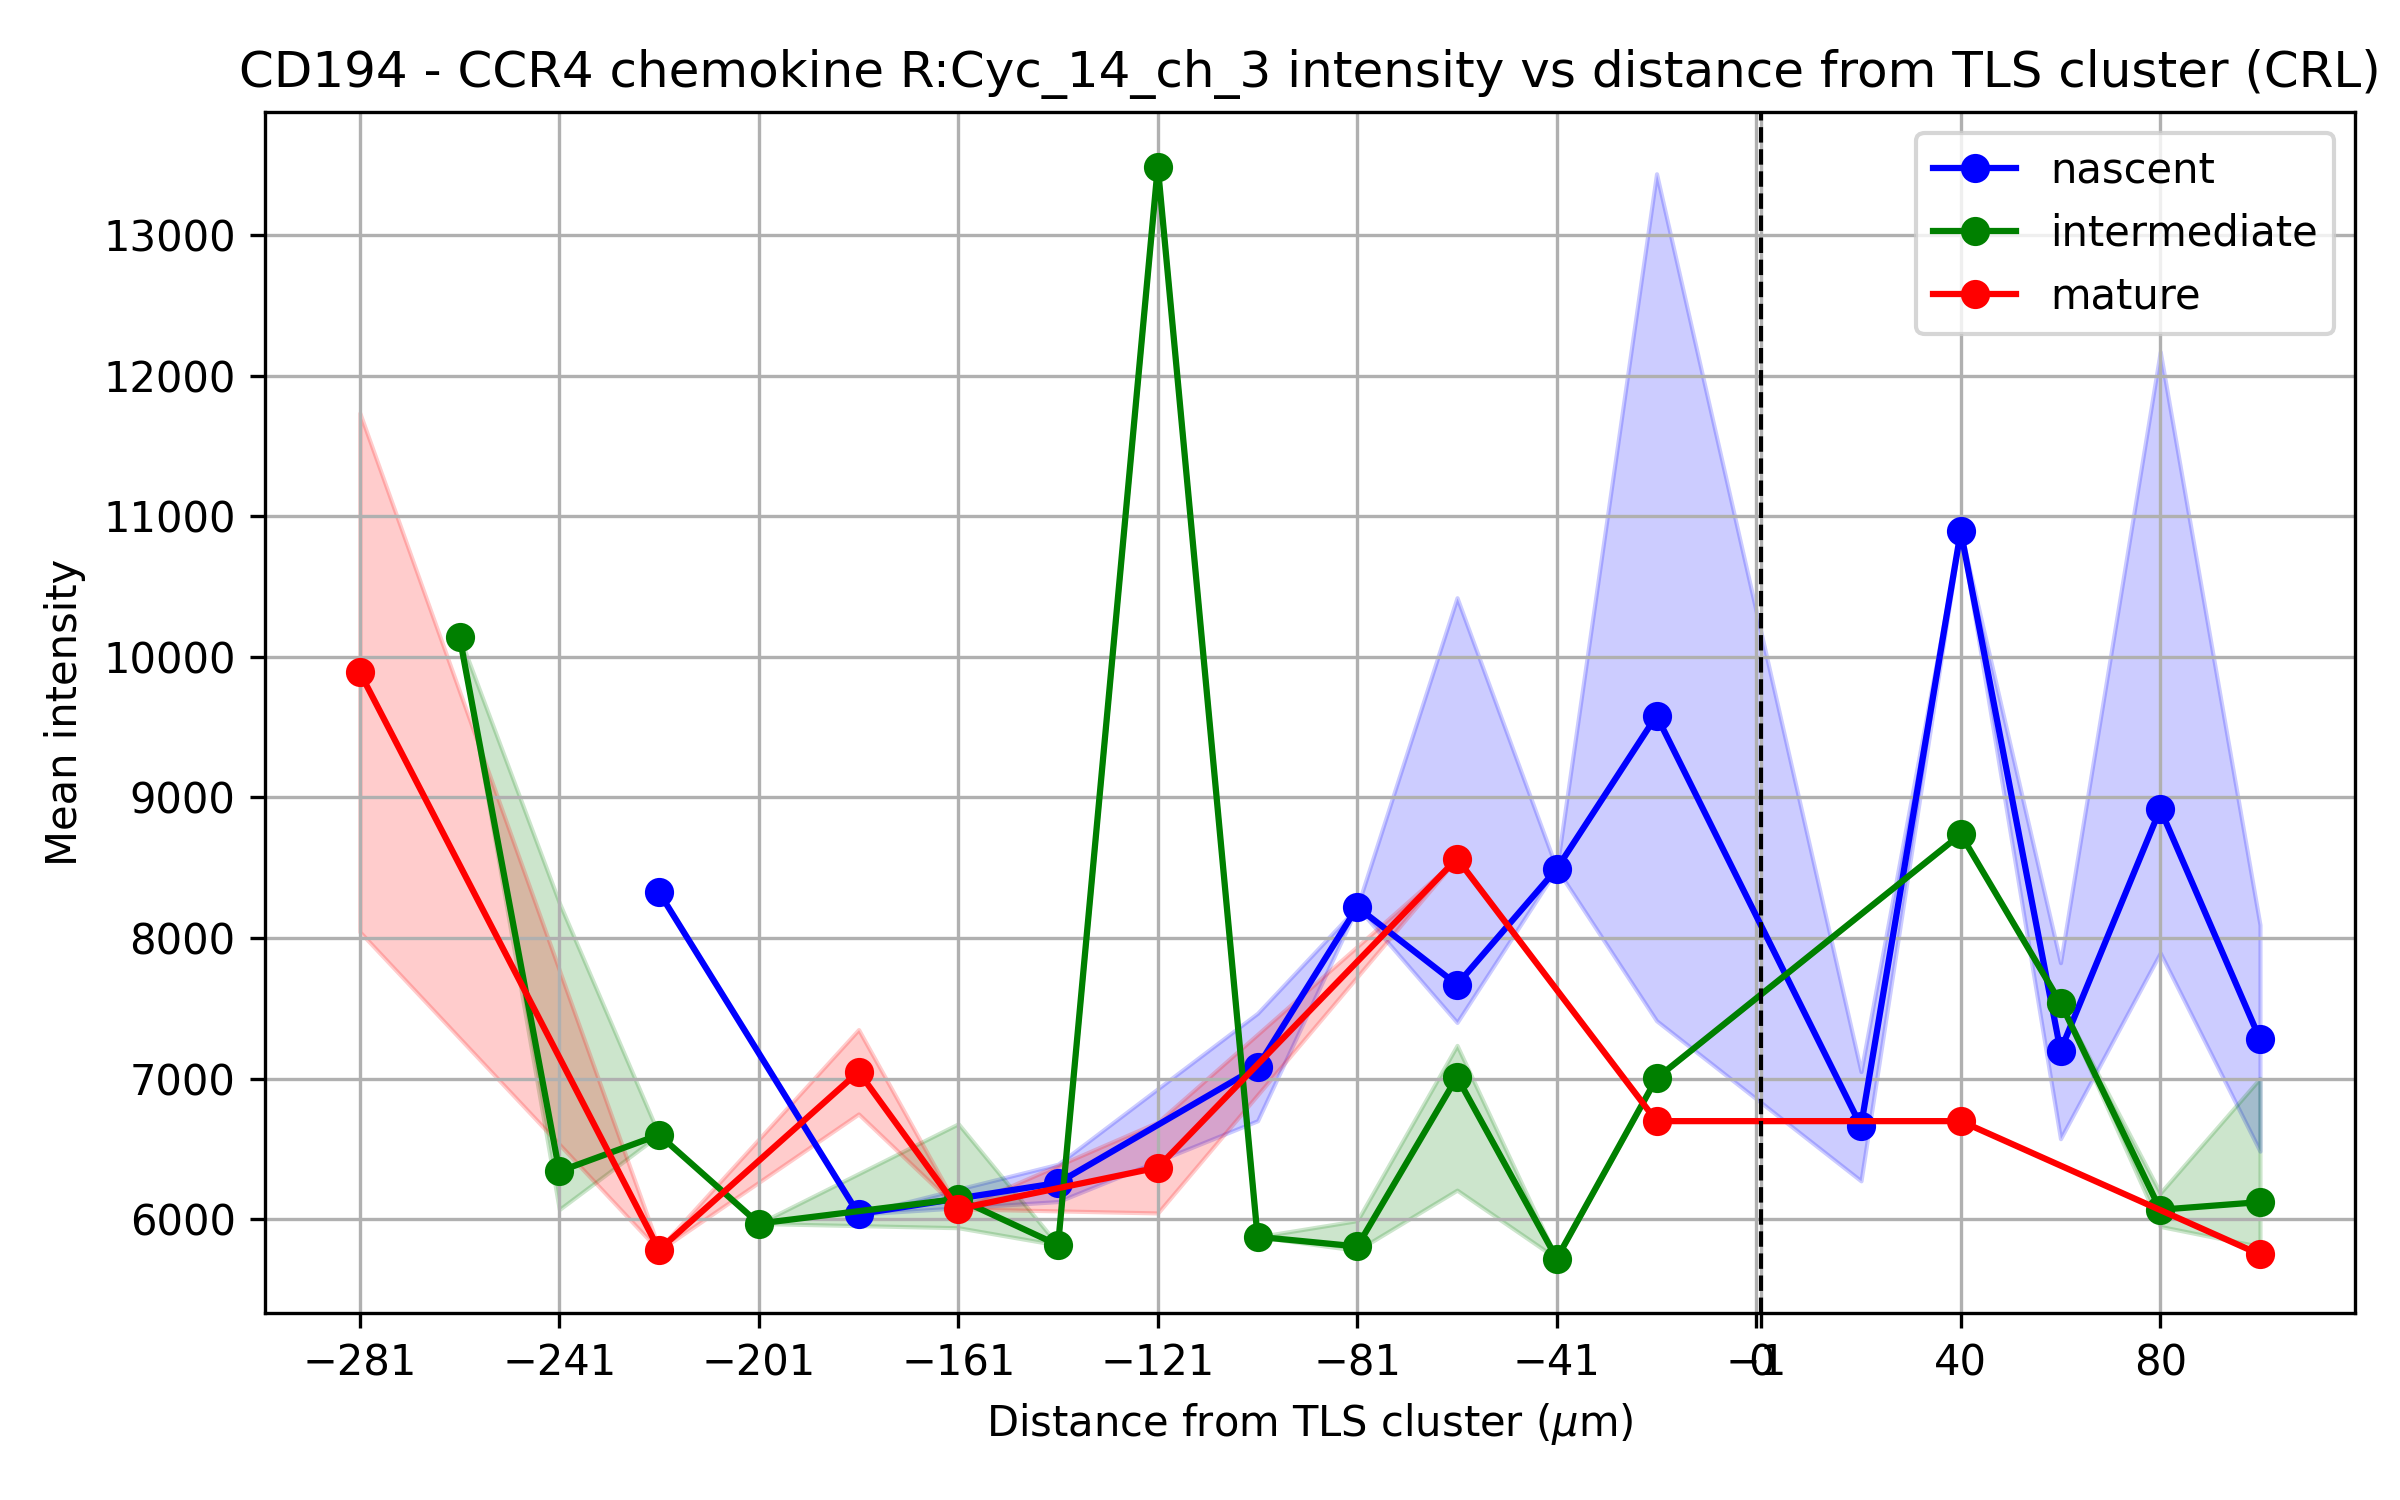 CD194 - CCR4 chemokine R:Cyc_14_ch_3 intensity vs distance from TLS cluster (CRL)
nascent
intermediate
mature
13000
12000
11000
10000
9000
8000
7000
6000
Mean intensity
−281 −241 −201 −161 −121 −81 −41 −1 0 40 80
Distance from TLS cluster (μm)